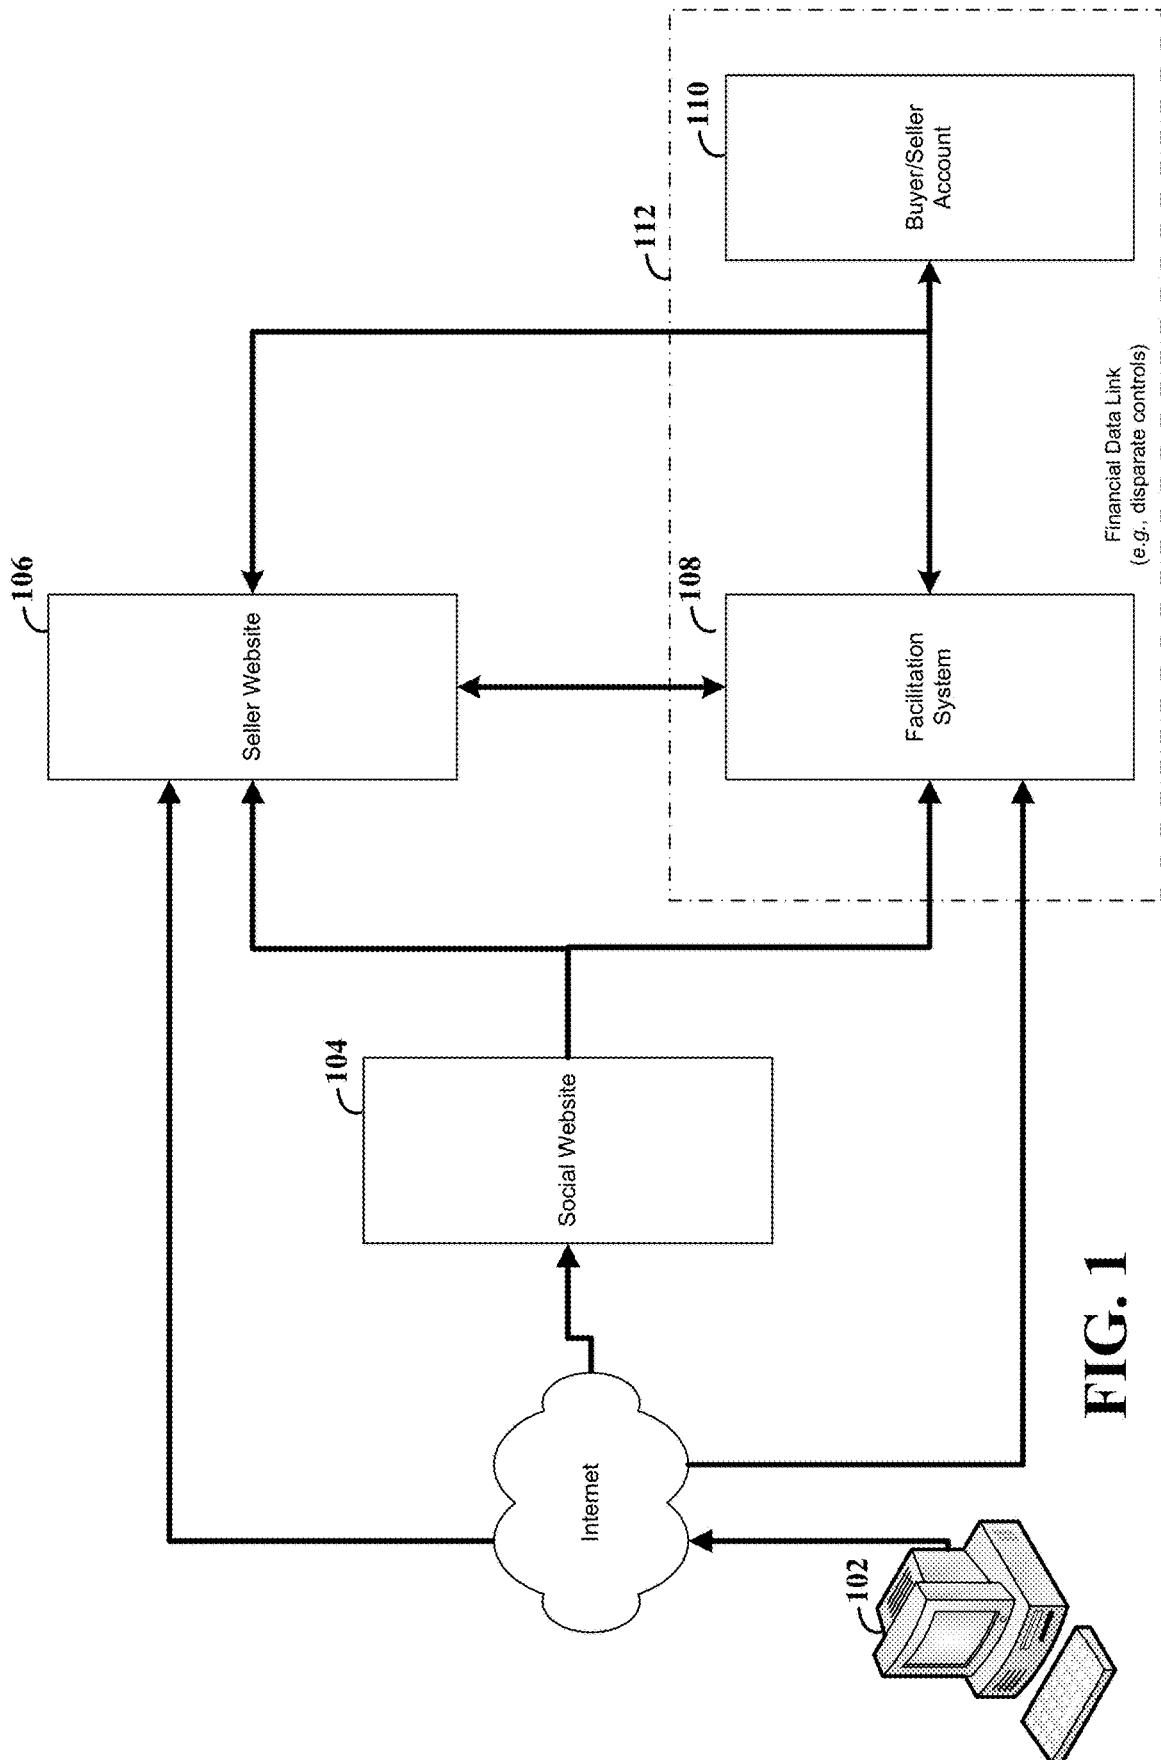 102
Internet
104
Social Website
106
Seller Website
108
Facilitation
System
110
Buyer/Seller
Account
112
Financial Data Link
(e.g., disparate controls)
FIG. 1